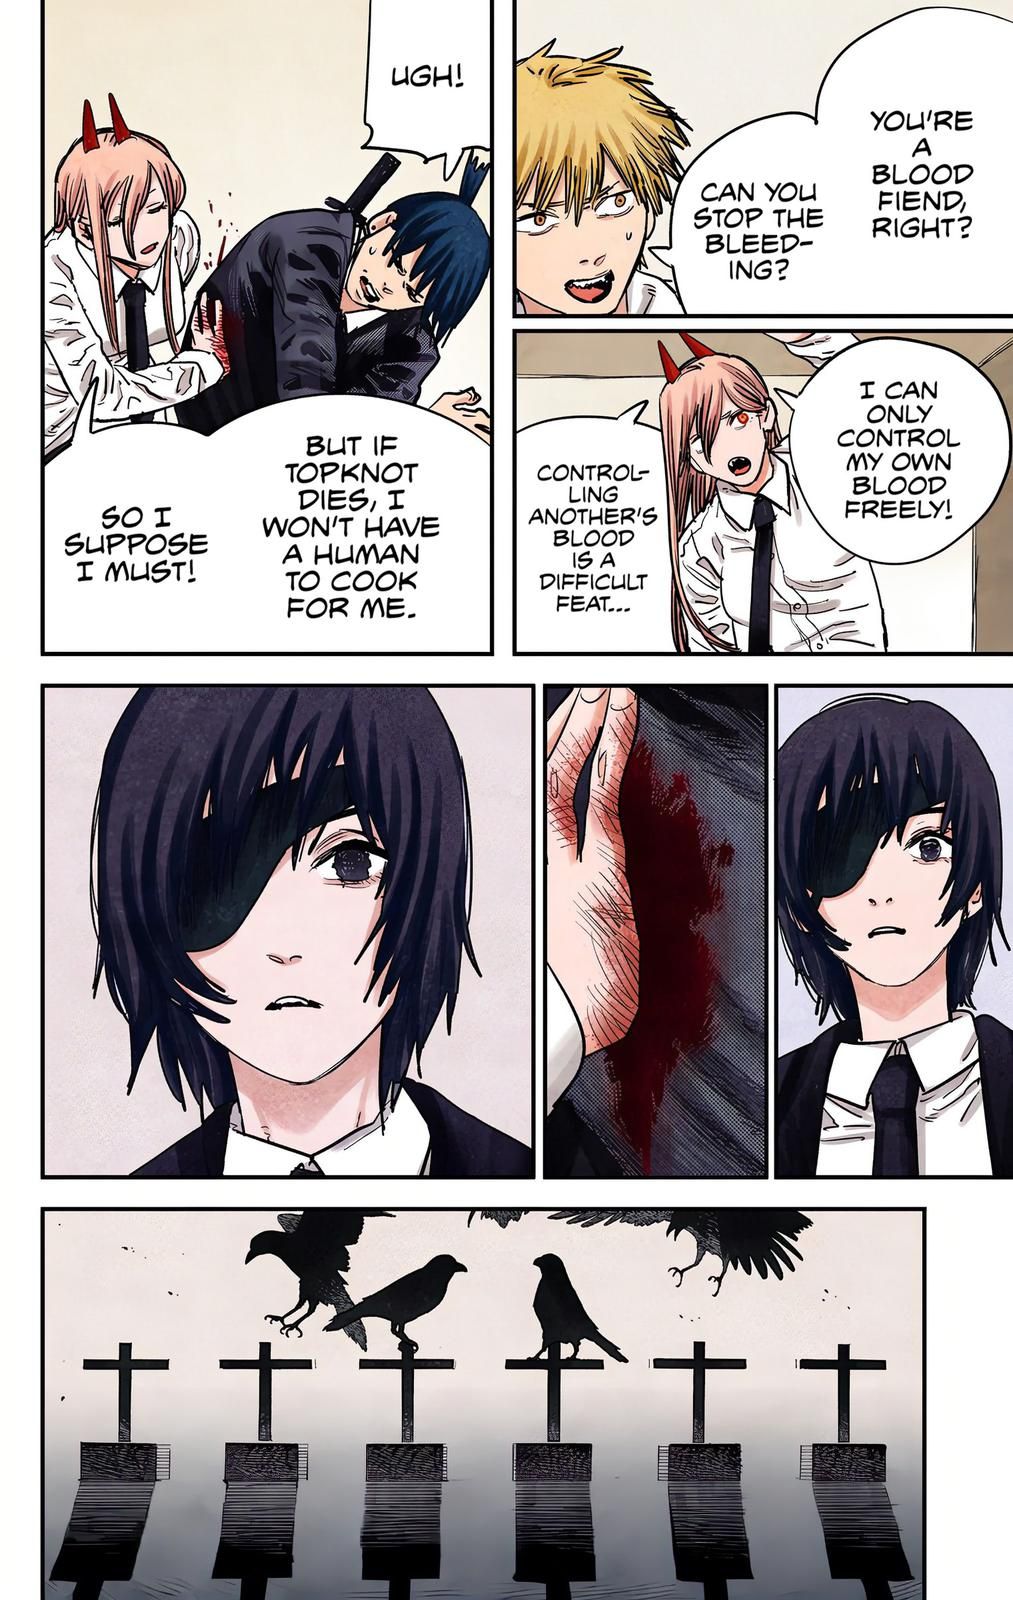 YOU'RE
A
BLOOD
FIEND,
RIGHT?
CAN YOU
STOP THE
BLEED-
ING?
I CAN
ONLY
CONTROL
MY OWN
BLOOD
FREELY!
CONTROL-
LING
ANOTHER'S
BLOOD
IS A
DIFFICULT
FEAT...
UGH!
BUT IF
TOPKNOT
DIES, I
WON'T HAVE
A HUMAN
TO COOK
FOR ME.
SO I
SUPPOSE
I MUST!